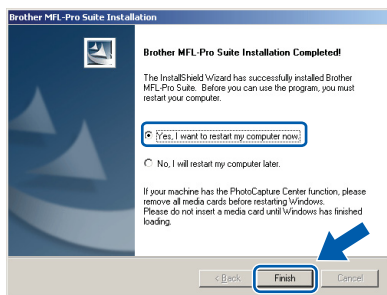 Brother MFL-Pro Suite Installation
Brother MFL-Pro Suite Installation Completed!
The InstallShield Wizard has successfully installed Brother
MFL-Pro Suite. Before you can use the program, you must
restart your computer.
Yes, I want to restart my computer now.
No, I will restart my computer later.
If your machine has the PhotoCapture Center function, please
remove all media cards before restarting Windows.
Please do not insert a media card until Windows has finished
loading.
< Back Finish Cancel